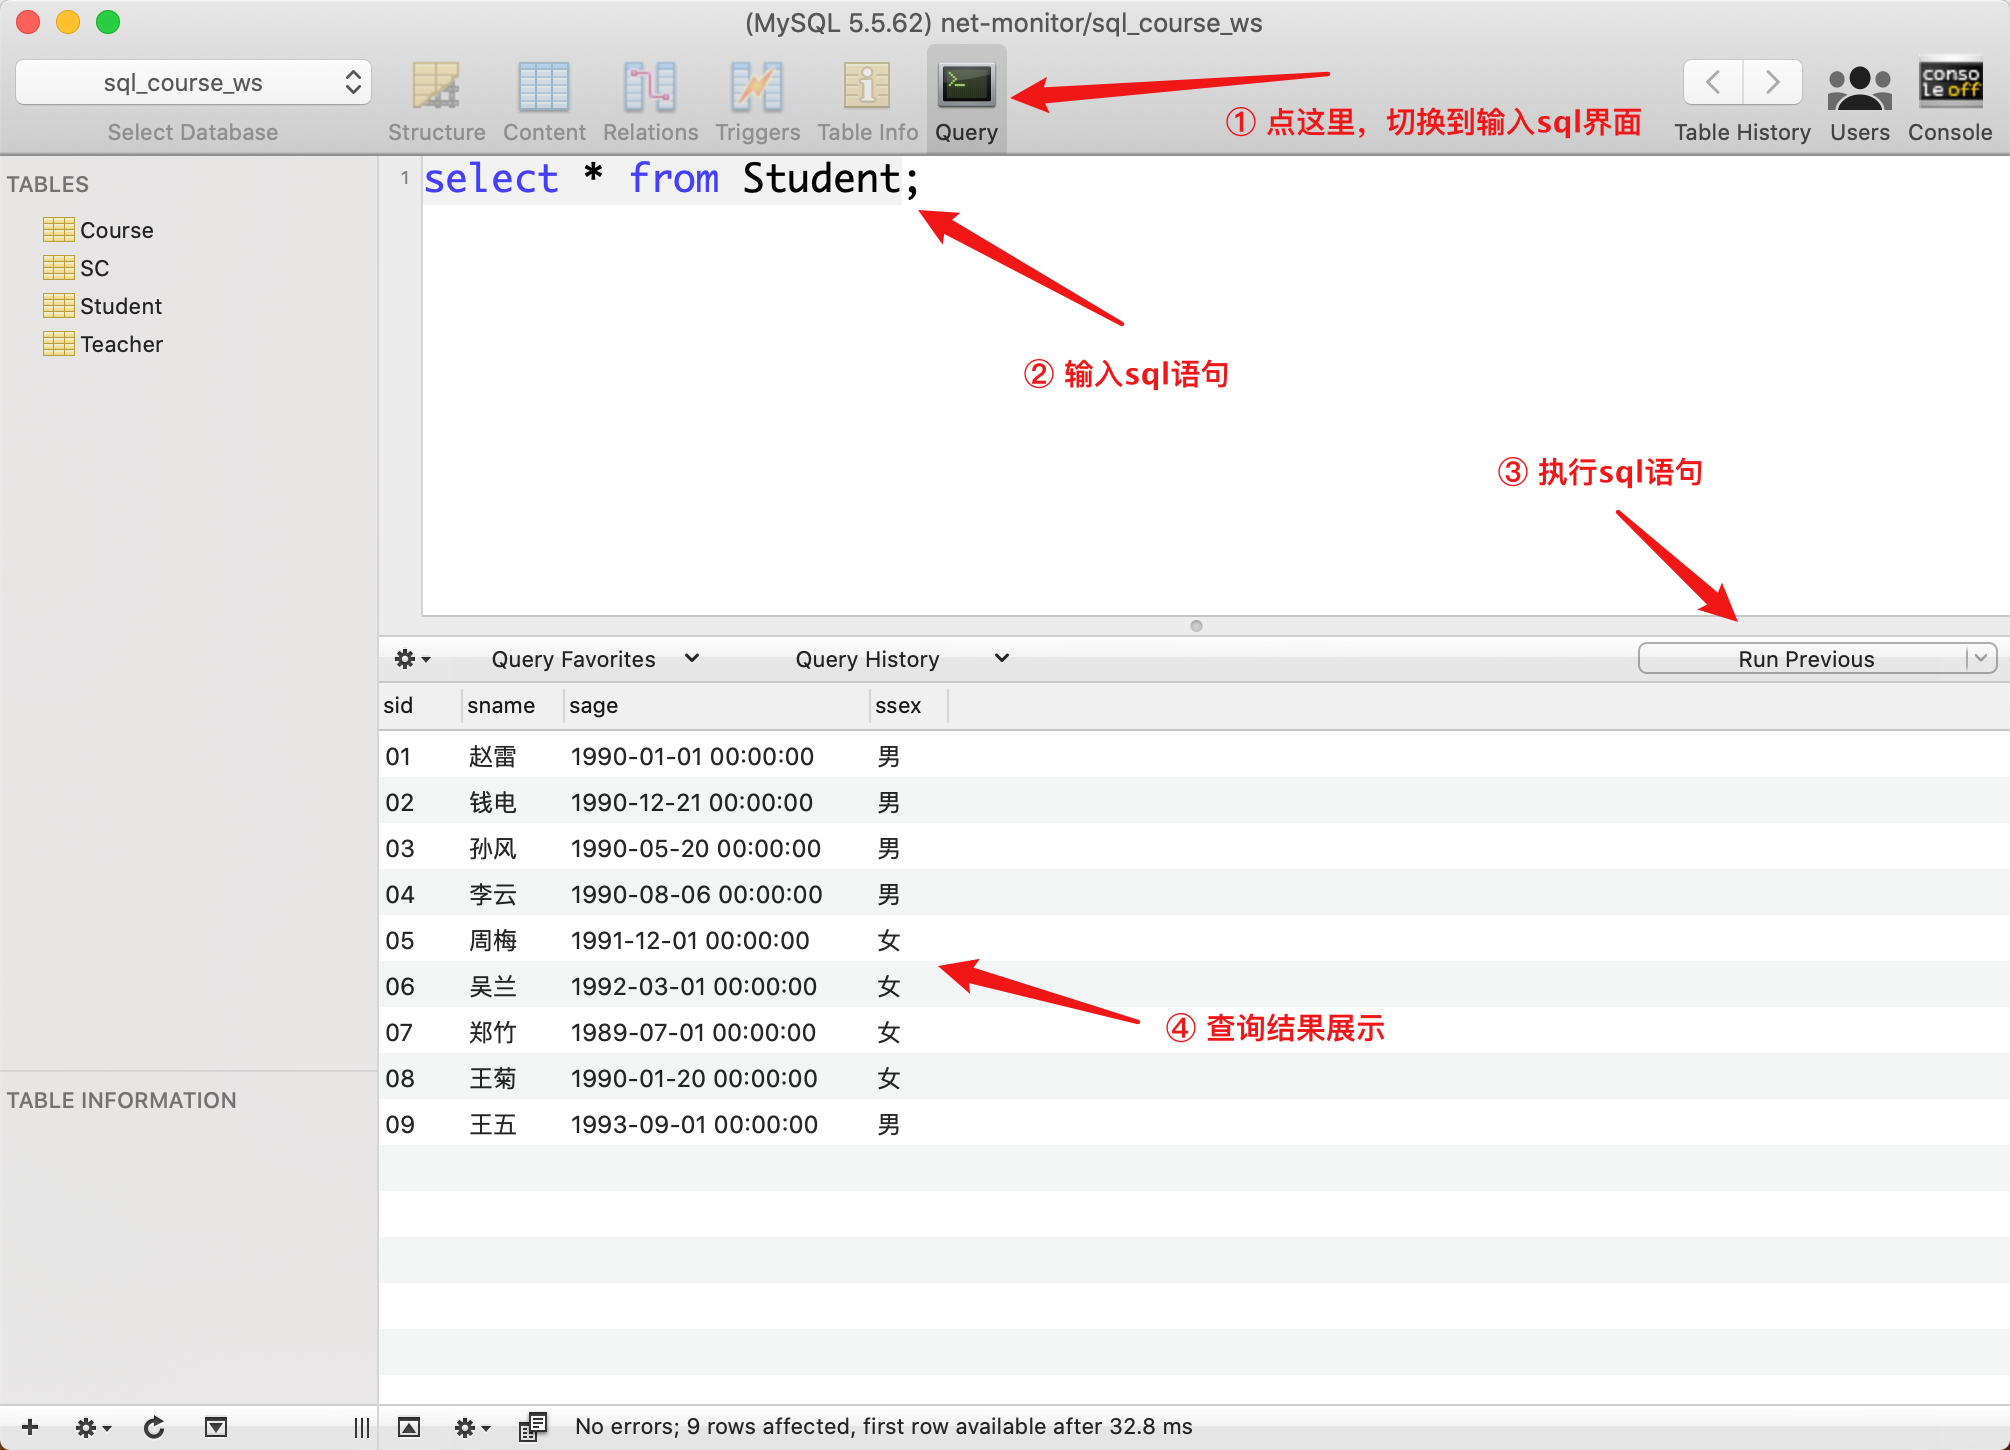 (MySQL 5.5.62) net-monitor/sql_course_ws
sql_course_ws
Select Database
Structure
Content
Relations
Triggers
Table Info
Query
① 点这里，切换到输入sql界面
Table History
Users
conso
le off
Console
TABLES
Course
SC
Student
Teacher
1
select * from Student;
② 输入sql语句
③ 执行sql语句
Query Favorites
Query History
Run Previous
sid sname sage ssex
01 赵雷 1990-01-01 00:00:00 男
02 钱电 1990-12-21 00:00:00 男
03 孙风 1990-05-20 00:00:00 男
04 李云 1990-08-06 00:00:00 男
05 周梅 1991-12-01 00:00:00 女
06 吴兰 1992-03-01 00:00:00 女
07 郑竹 1989-07-01 00:00:00 女
08 王菊 1990-01-20 00:00:00 女
09 王五 1993-09-01 00:00:00 男
④ 查询结果展示
TABLE INFORMATION
No errors; 9 rows affected, first row available after 32.8 ms